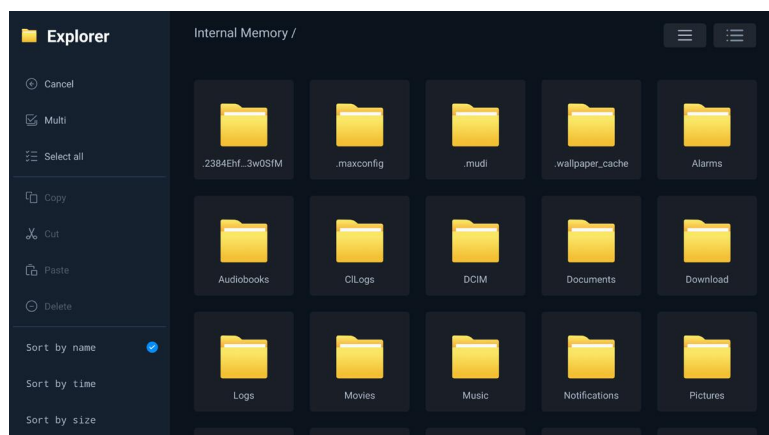 Explorer
Internal Memory /
Cancel
Multi
Select all
Copy
Cut
Paste
Delete
Sort by name
Sort by time
Sort by size
.2384Ehf...3w0SfM
.maxconfig
.mudi
.wallpaper_cache
Alarms
Audiobooks
CILogs
DCIM
Documents
Download
Logs
Movies
Music
Notifications
Pictures